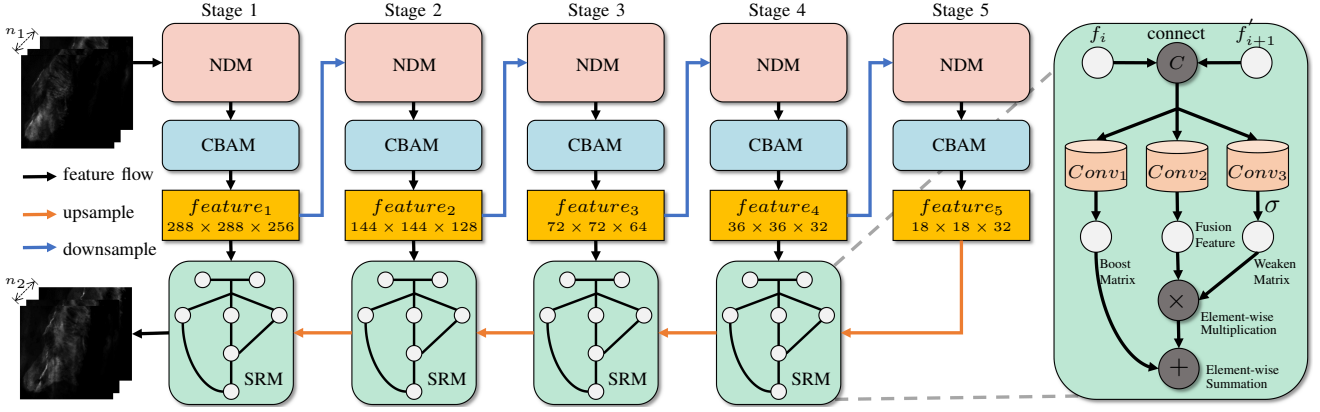 Stage 1
Stage 2
Stage 3
Stage 4
Stage 5
n₁
NDM
NDM
NDM
NDM
NDM
CBAM
CBAM
CBAM
CBAM
CBAM
feature flow
upsample
downsample
feature₁
288 × 288 × 256
feature₂
144 × 144 × 128
feature₃
72 × 72 × 64
feature₄
36 × 36 × 32
feature₅
18 × 18 × 32
n₂
SRM
SRM
SRM
SRM
fᵢ
connect
f′ᵢ₊₁
C
Conv₁
Conv₂
Conv₃
σ
Boost
Matrix
Fusion
Feature
Weaken
Matrix
×
Element-wise
Multiplication
+
Element-wise
Summation